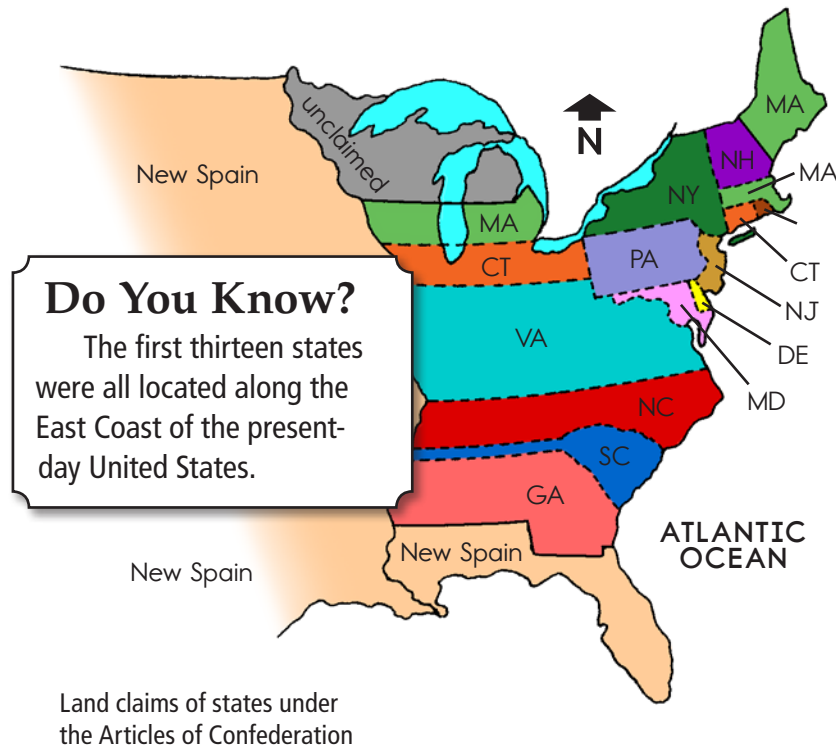 MA
unclaimed
N
New Spain
NH
MA
NY
MA
CT
PA
CT
NJ
VA
DE
MD
NC
SC
GA
New Spain
New Spain
ATLANTIC
OCEAN
Do You Know?
The first thirteen states
were all located along the
East Coast of the present-
day United States.
Land claims of states under
the Articles of Confederation